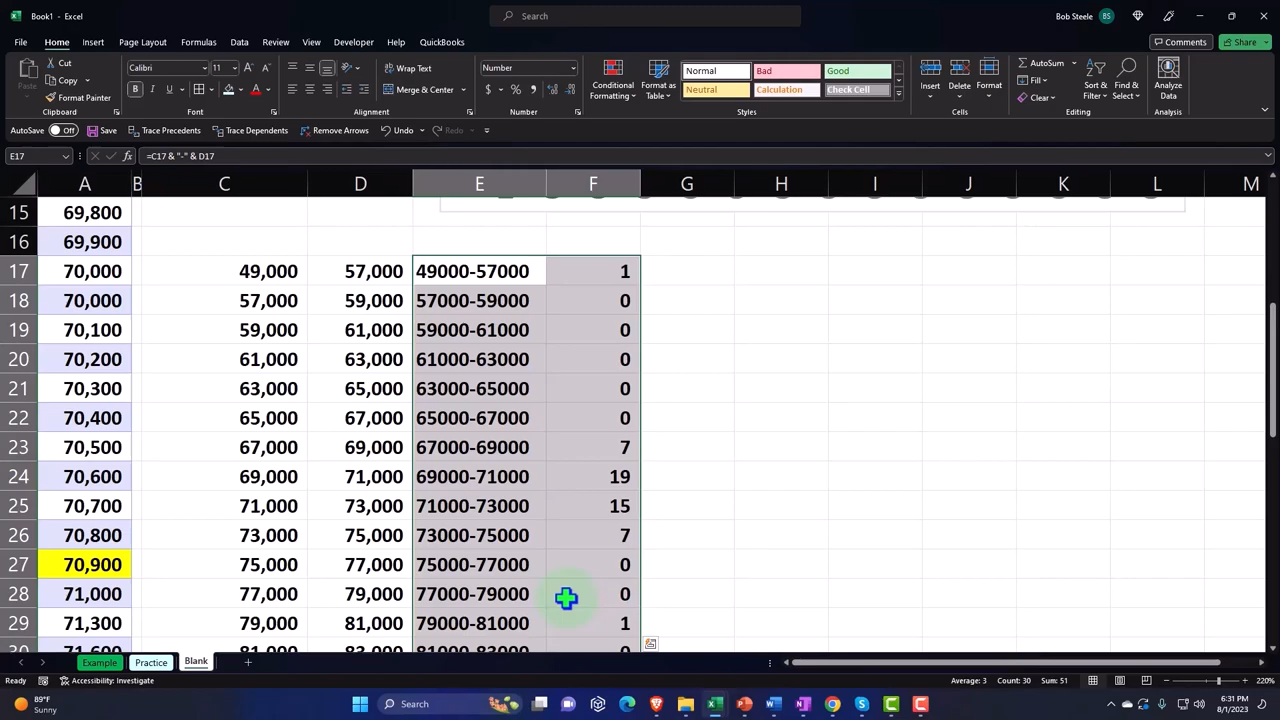 Book1 - Excel
Search
Bob Steele
BS
File
Home
Insert
Page Layout
Formulas
Data
Review
View
Developer
Help
QuickBooks
Comments
Share
Paste
Cut
Copy
Format Painter
Clipboard
Calibri
11
Font
Wrap Text
Merge & Center
Alignment
Number
Number
Conditional Formatting
Format as Table
Normal
Bad
Good
Neutral
Calculation
Check Cell
Styles
Insert
Delete
Format
Cells
AutoSum
Fill
Clear
Sort & Filter
Find & Select
Editing
Analyze Data
Analysis
AutoSave Off
Save
Trace Precedents
Trace Dependents
Remove Arrows
Undo
Redo
E17
=C17 & "-" & D17
A B C D E F G H I J K L M
15 69,800
16 69,900
17 70,000 49,000 57,000 49000-57000 1
18 70,000 57,000 59,000 57000-59000 0
19 70,100 59,000 61,000 59000-61000 0
20 70,200 61,000 63,000 61000-63000 0
21 70,300 63,000 65,000 63000-65000 0
22 70,400 65,000 67,000 65000-67000 0
23 70,500 67,000 69,000 67000-69000 7
24 70,600 69,000 71,000 69000-71000 19
25 70,700 71,000 73,000 71000-73000 15
26 70,800 73,000 75,000 73000-75000 7
27 70,900 75,000 77,000 75000-77000 0
28 71,000 77,000 79,000 77000-79000 0
29 71,300 79,000 81,000 79000-81000 1
30 71,600 81,000 83,000 81000-83000 0
Example
Practice
Blank
Ready
Accessibility: Investigate
Average: 3 Count: 30 Sum: 51
220%
89°F
Sunny
Search
6:31 PM
8/1/2023